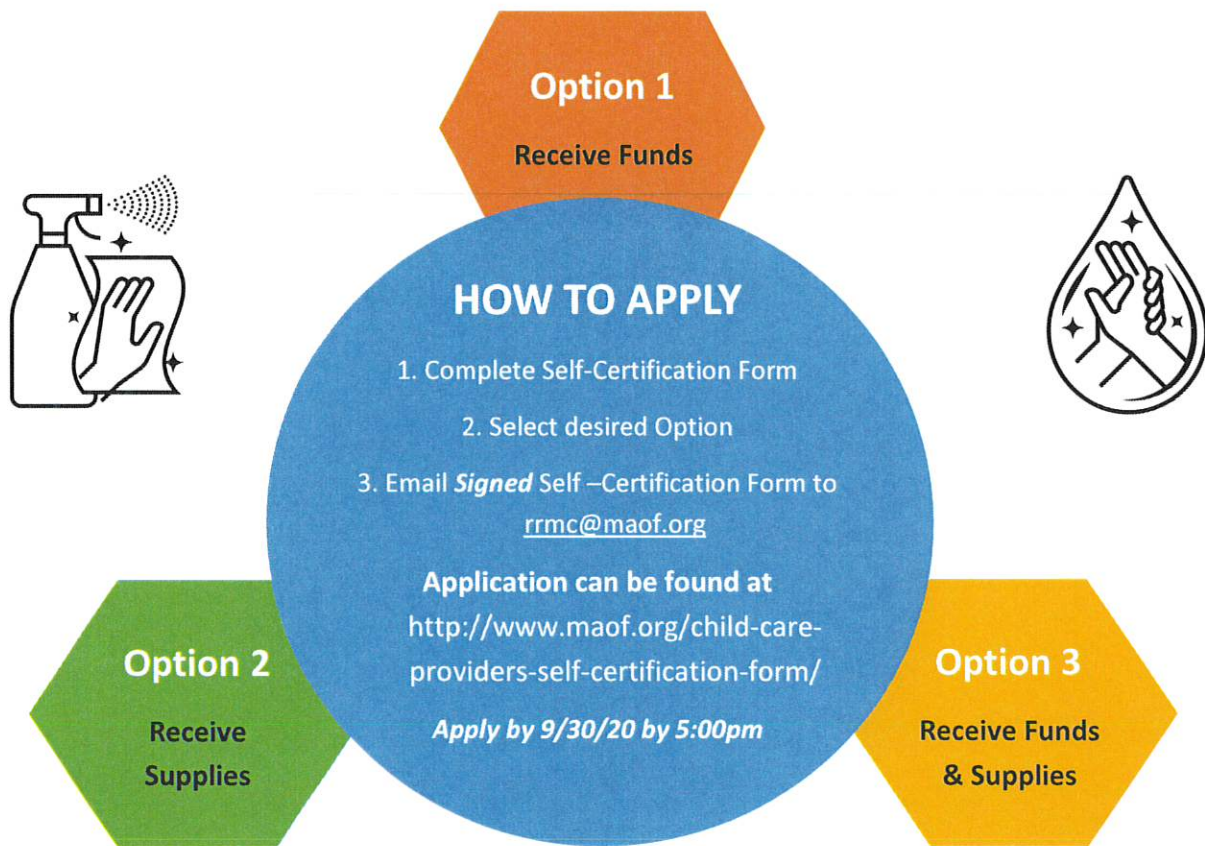 Option 1
Receive Funds
HOW TO APPLY
1. Complete Self-Certification Form
2. Select desired Option
3. Email Signed Self –Certification Form to
rrmc@maof.org
Application can be found at
http://www.maof.org/child-care-
providers-self-certification-form/
Apply by 9/30/20 by 5:00pm
Option 2
Receive
Supplies
Option 3
Receive Funds
& Supplies